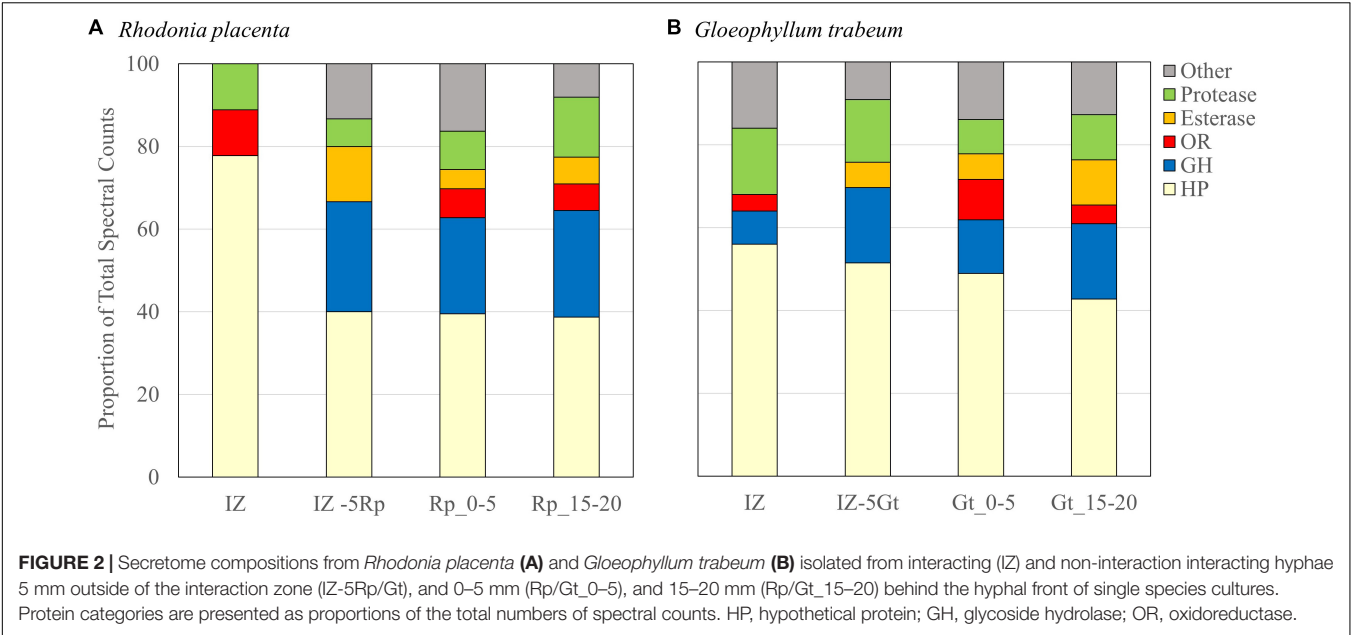 A Rhodonia placenta
B Gloeophyllum trabeum
Proportion of Total Spectral Counts
100
80
60
40
20
0
IZ IZ -5Rp Rp_0-5 Rp_15-20
IZ IZ-5Gt Gt_0-5 Gt_15-20
Other
Protease
Esterase
OR
GH
HP
FIGURE 2 | Secretome compositions from Rhodonia placenta (A) and Gloeophyllum trabeum (B) isolated from interacting (IZ) and non-interaction interacting hyphae
5 mm outside of the interaction zone (IZ-5Rp/Gt), and 0–5 mm (Rp/Gt_0–5), and 15–20 mm (Rp/Gt_15–20) behind the hyphal front of single species cultures.
Protein categories are presented as proportions of the total numbers of spectral counts. HP, hypothetical protein; GH, glycoside hydrolase; OR, oxidoreductase.